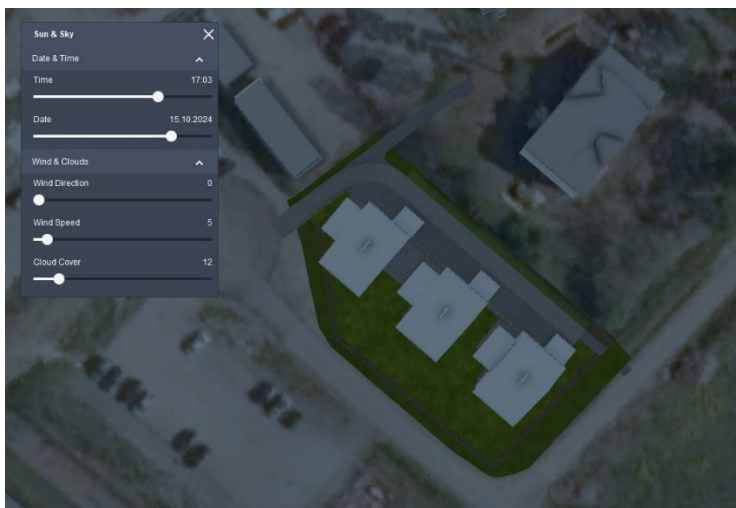 Sun & Sky
Date & Time
Time 17:03
Date 15.10.2024
Wind & Clouds
Wind Direction 0
Wind Speed 5
Cloud Cover 12